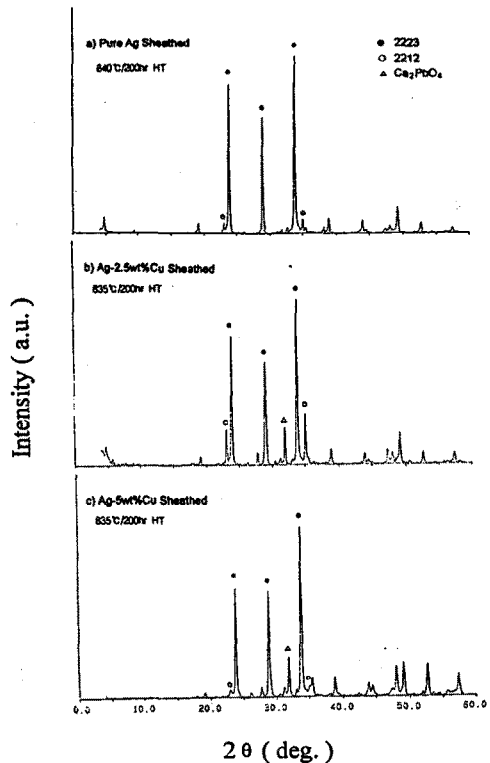 a) Pure Ag Sheathed
840℃/200hr HT
● 2223
○ 2212
△ Ca₂PbO₄
b) Ag-2.5wt%Cu Sheathed
835℃/200hr HT
c) Ag-5wt%Cu Sheathed
835℃/200hr HT
Intensity ( a.u. )
0.0 10.0 20.0 30.0 40.0 50.0 60.0
2 θ ( deg. )